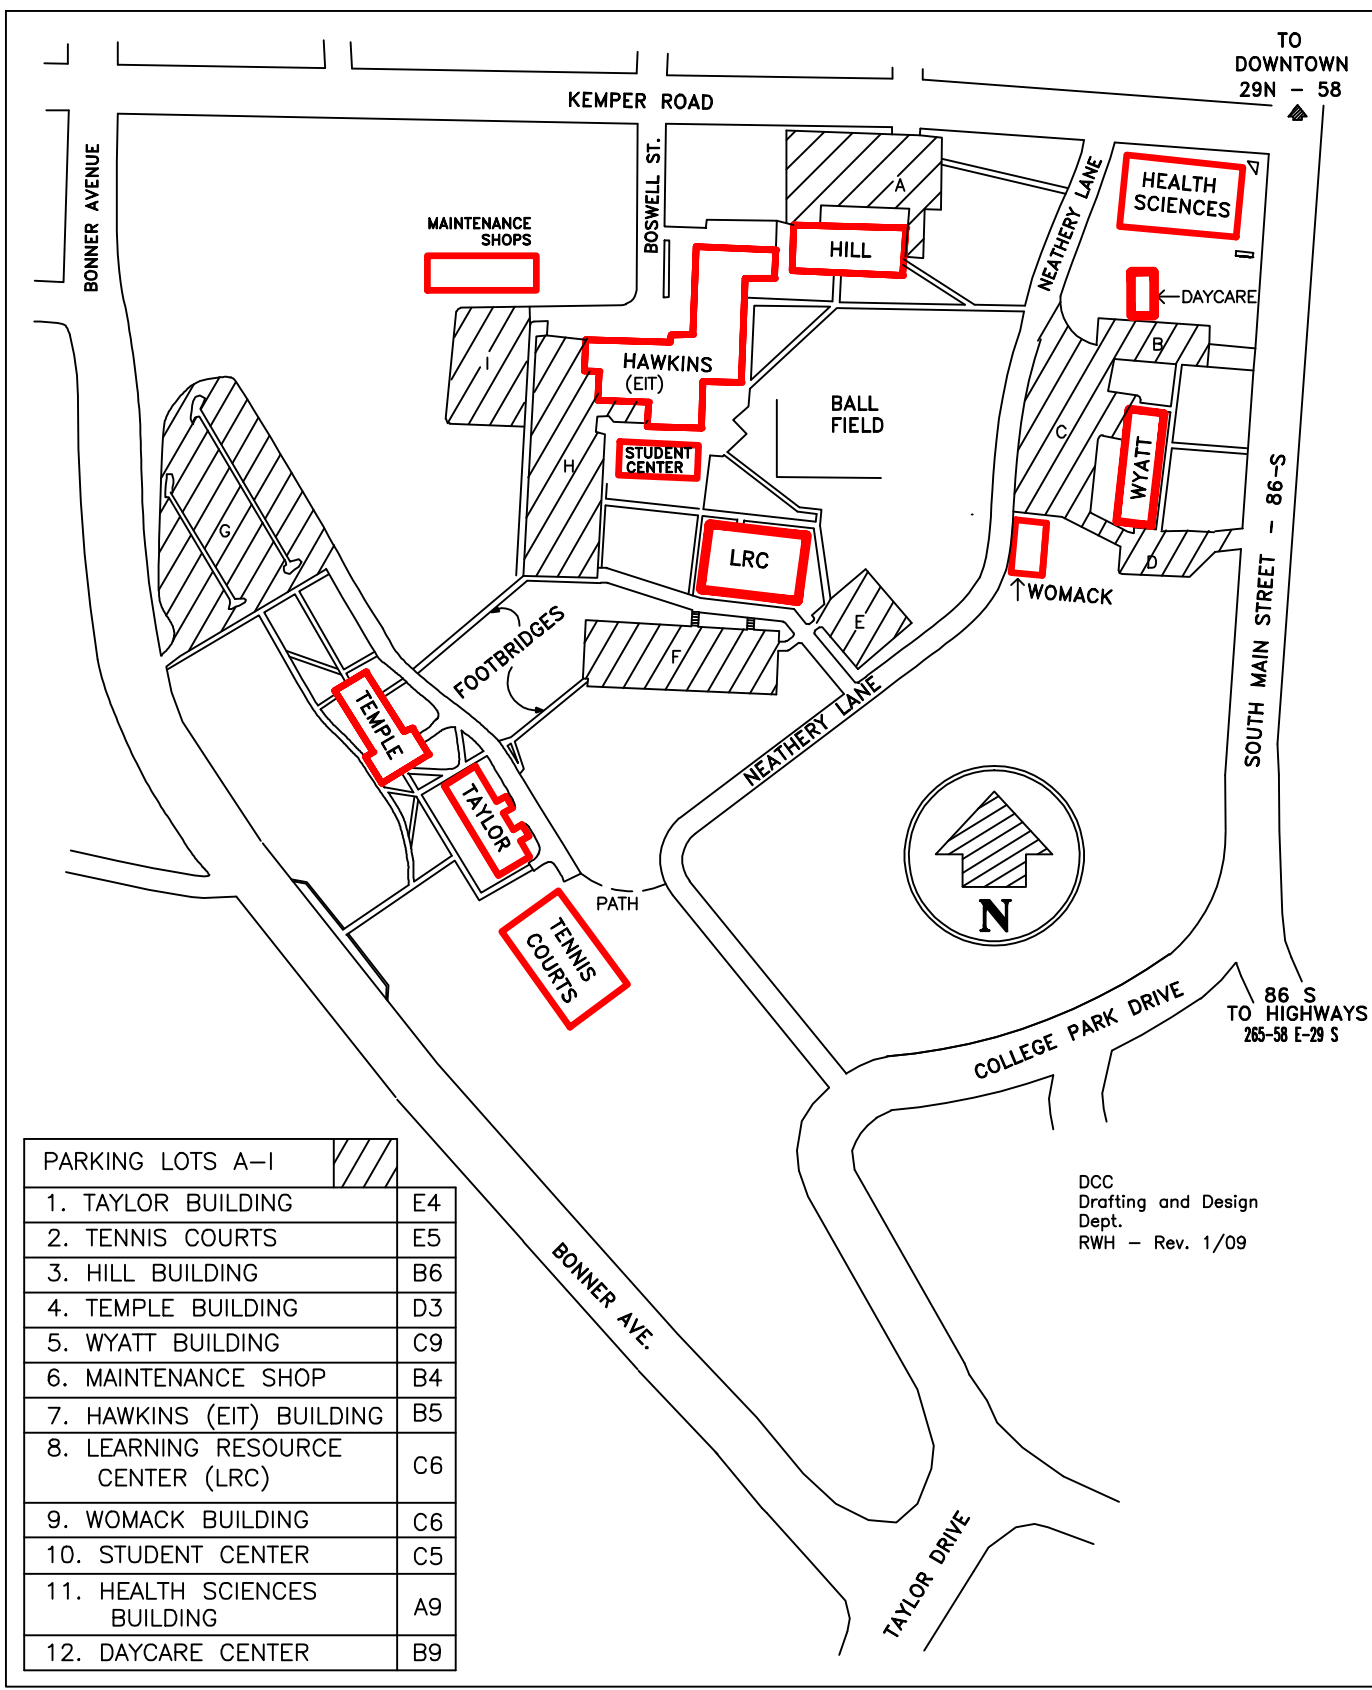 TO
DOWNTOWN
29N - 58
KEMPER ROAD
BONNER AVENUE
BOSWELL ST.
NEATHERY LANE
A
HEALTH
SCIENCES
MAINTENANCE
SHOPS
HILL
DAYCARE
B
I
HAWKINS
(EIT)
BALL
FIELD
C
H
STUDENT
CENTER
WYATT
G
LRC
D
WOMACK
E
F
FOOTBRIDGES
SOUTH MAIN STREET - 86-S
TEMPLE
NEATHERY LANE
TAYLOR
PATH
N
TENNIS
COURTS
86 S
TO HIGHWAYS
265-58 E-29 S
COLLEGE PARK DRIVE
PARKING LOTS A-I
1. TAYLOR BUILDING E4
2. TENNIS COURTS E5
3. HILL BUILDING B6
4. TEMPLE BUILDING D3
5. WYATT BUILDING C9
6. MAINTENANCE SHOP B4
7. HAWKINS (EIT) BUILDING B5
8. LEARNING RESOURCE
CENTER (LRC) C6
9. WOMACK BUILDING C6
10. STUDENT CENTER C5
11. HEALTH SCIENCES
BUILDING A9
12. DAYCARE CENTER B9
DCC
Drafting and Design
Dept.
RWH - Rev. 1/09
BONNER AVE.
TAYLOR DRIVE